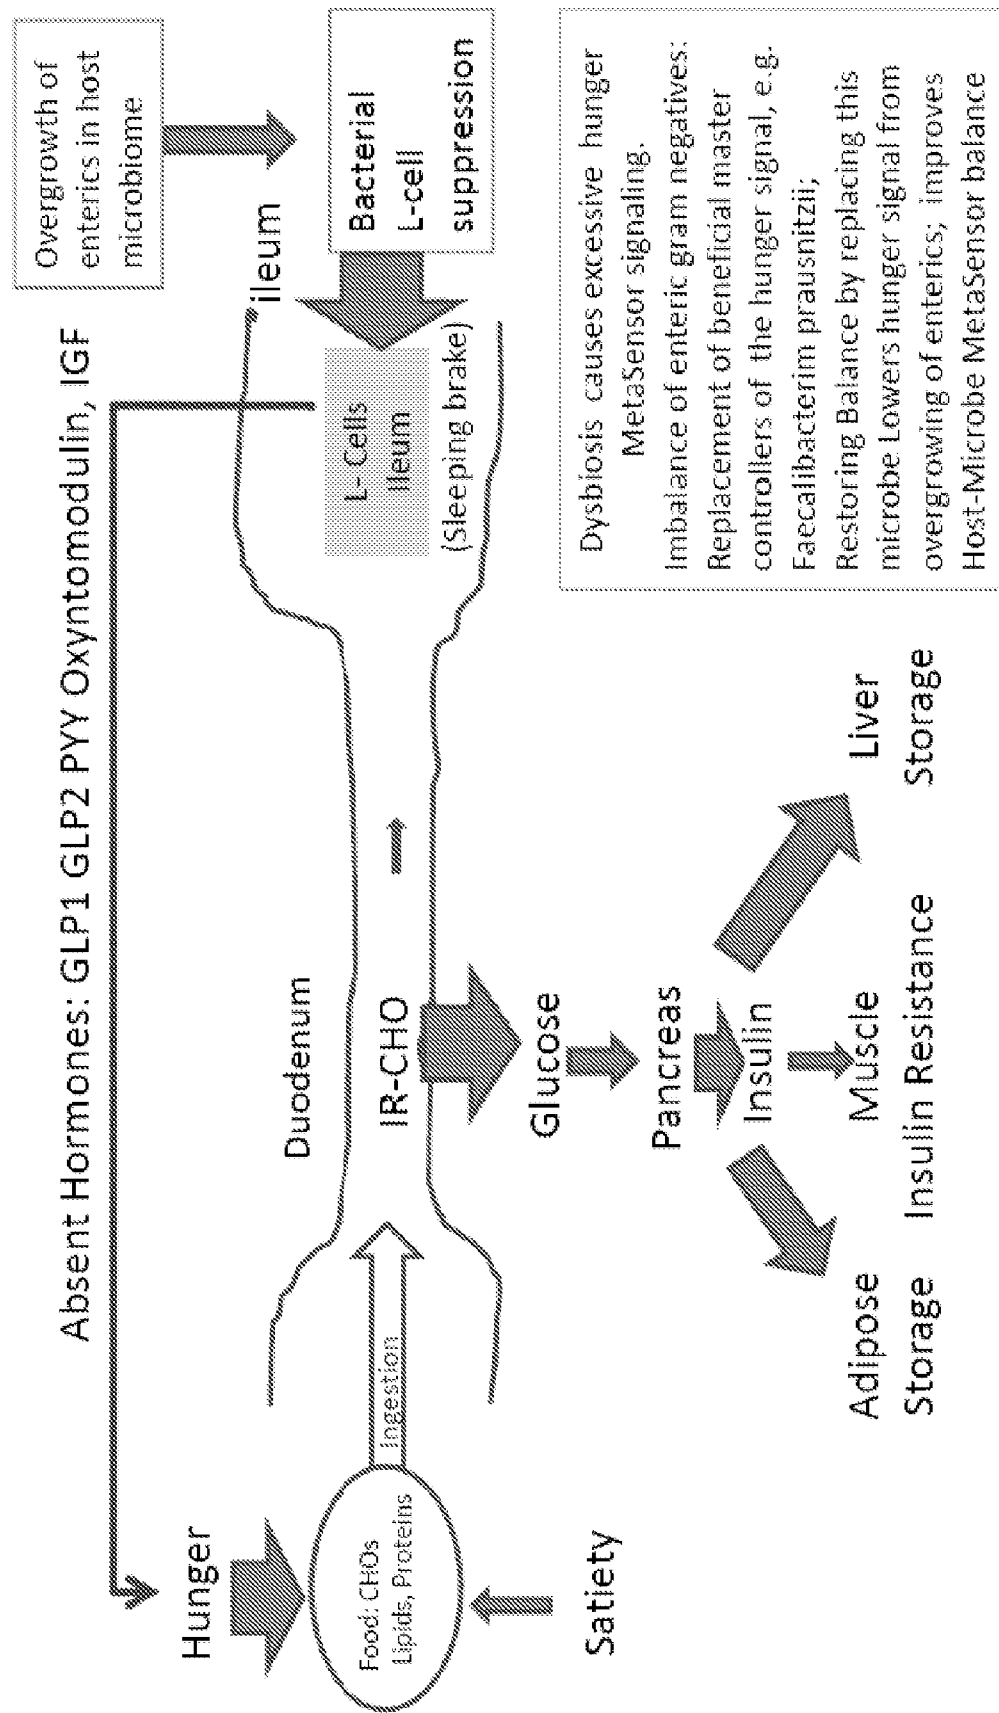 Absent Hormones: GLP1 GLP2 PYY Oxyntomodulin, IGF
Overgrowth of
enterics in host
microbiome
Hunger
Food: CHOs
Lipids, Proteins
Satiety
Ingestion
Duodenum
IR-CHO
ileum
L-Cells
Ileum
(Sleeping brake)
Bacterial
L-cell
suppression
Glucose
Pancreas
Insulin
Adipose
Storage
Muscle
Insulin Resistance
Liver
Storage
Dysbiosis causes excessive hunger
MetaSensor signaling.
Imbalance of enteric gram negatives:
Replacement of beneficial master
controllers of the hunger signal, e.g.
Faecalibacterim prausnitzii;
Restoring Balance by replacing this
microbe Lowers hunger signal from
overgrowing of enterics; improves
Host-Microbe MetaSensor balance